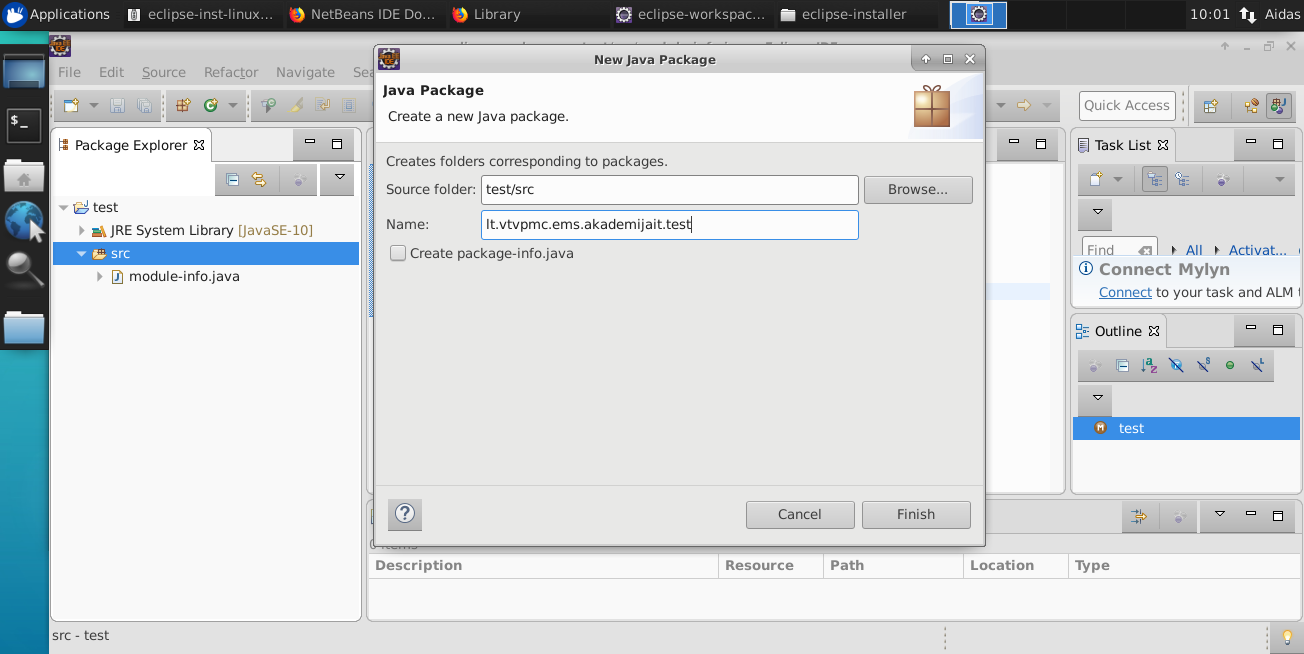 Applications
eclipse-inst-linux...
NetBeans IDE Do...
Library
eclipse-workspac...
eclipse-installer
10:01
Aidas
File Edit Source Refactor Navigate
New Java Package
Java Package
Create a new Java package.
Quick Access
Package Explorer
Task List
Creates folders corresponding to packages.
Source folder: test/src Browse...
Name: lt.vtvpmc.ems.akademijait.test
Create package-info.java
test
JRE System Library [JavaSE-10]
src
module-info.java
Find All Activat...
Connect Mylyn
Connect to your task and ALM
Outline
test
Cancel Finish
Description Resource Path Location Type
src - test